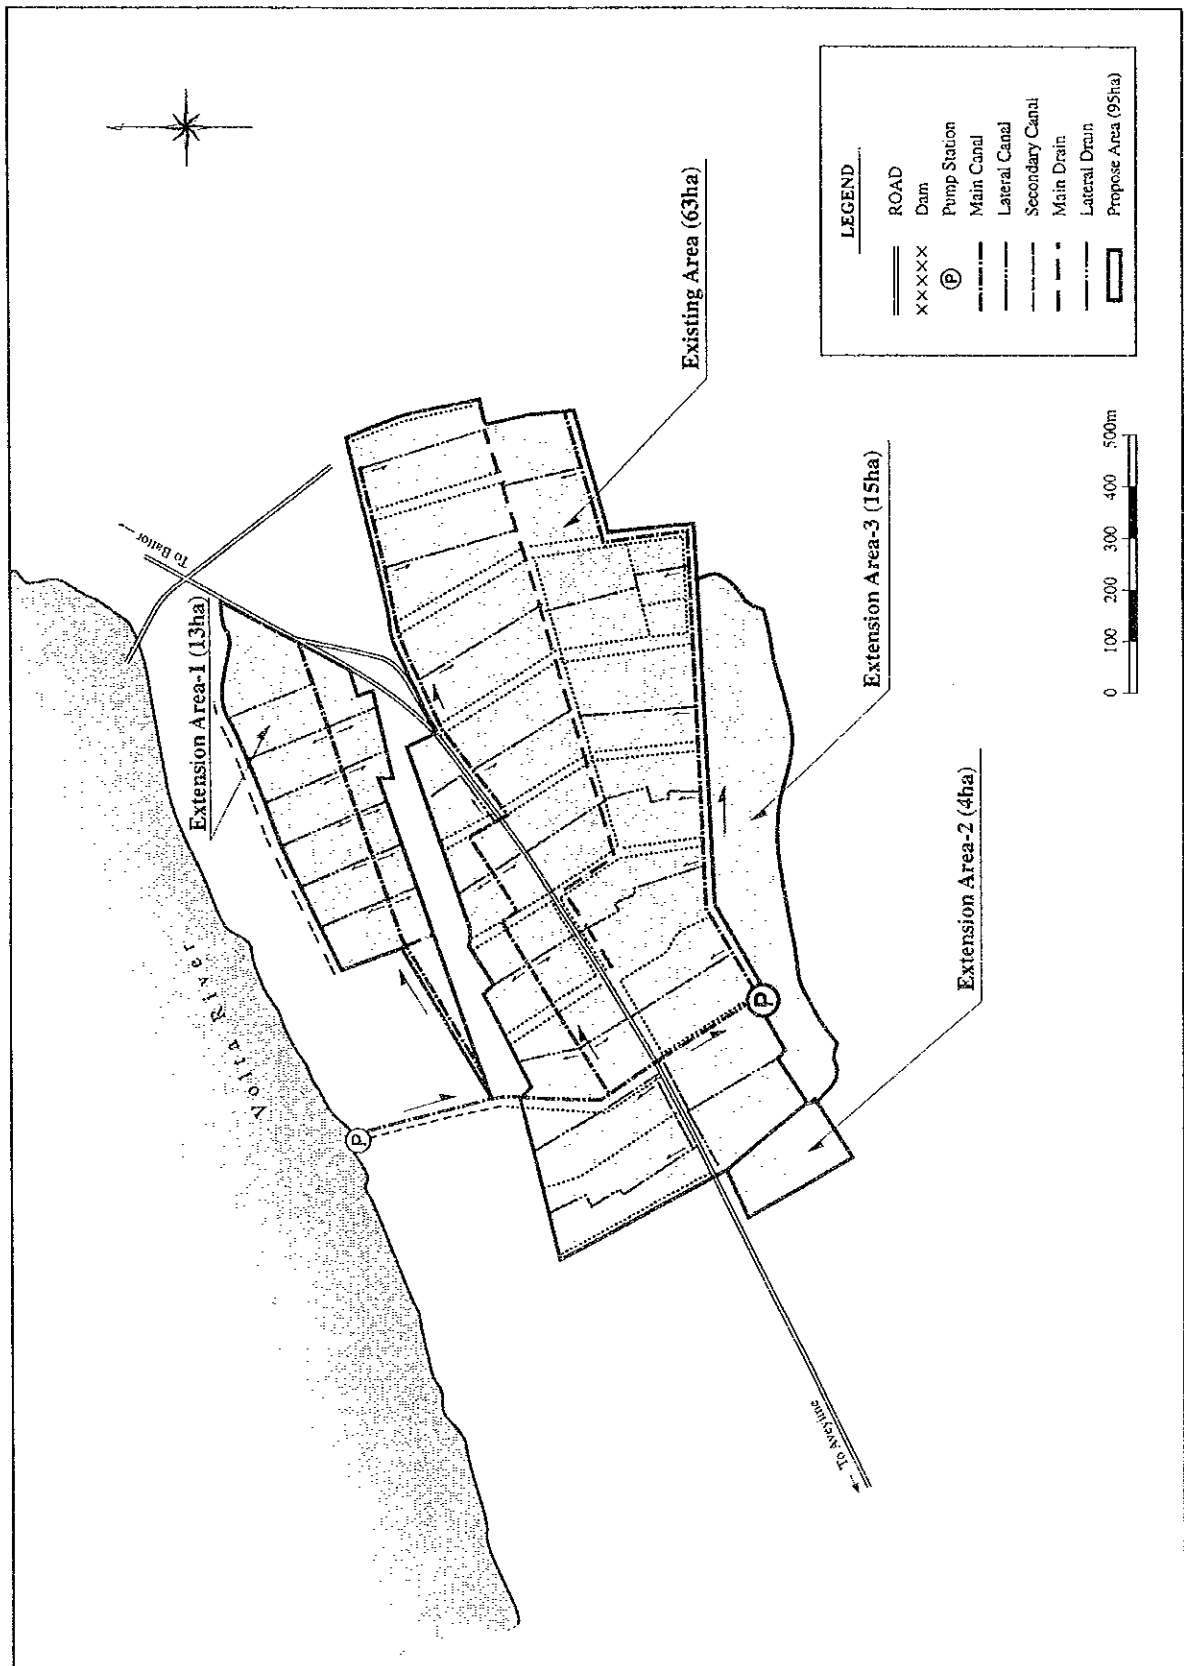 Volta River
To Battor
Extension Area-1 (13ha)
Existing Area (63ha)
Extension Area-3 (15ha)
Extension Area-2 (4ha)
To Aveyime
P
P
LEGEND
ROAD
Dam
P Pump Station
Main Canal
Lateral Canal
Secondary Canal
Main Drain
Lateral Drain
Propose Area (95ha)
0 100 200 300 400 500m